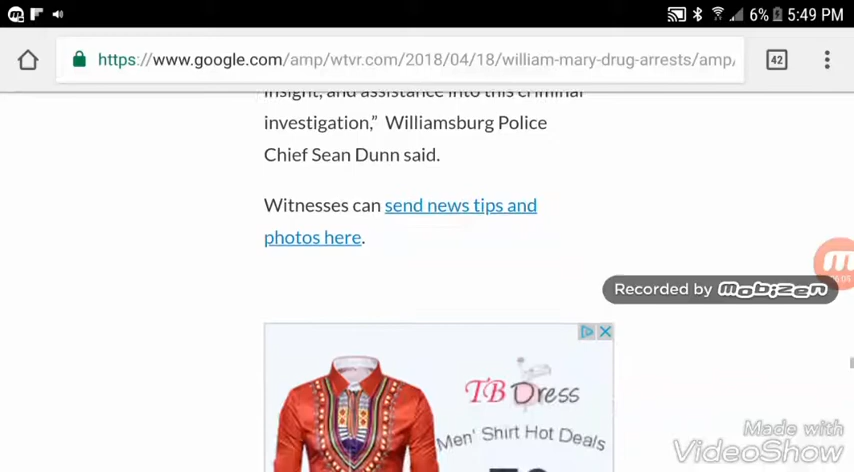 6% 5:49 PM
https://www.google.com/amp/wtvr.com/2018/04/18/william-mary-drug-arrests/amp/
42
insight, and assistance into this criminal
investigation,” Williamsburg Police
Chief Sean Dunn said.
Witnesses can send news tips and
photos here.
Recorded by mobizen
TB Dress
Men' Shirt Hot Deals
Made with
VideoShow